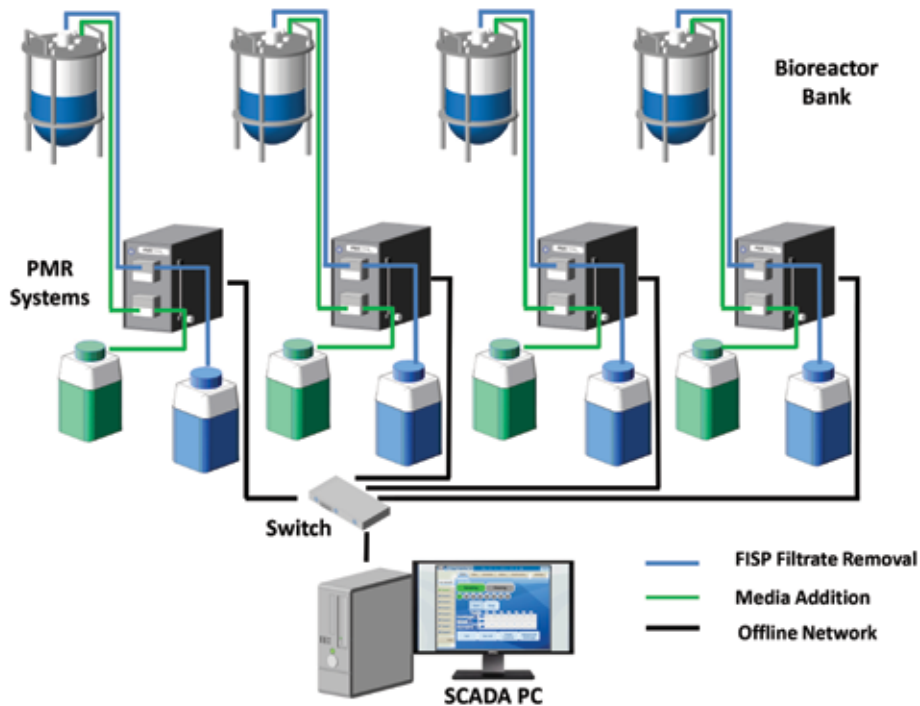 Bioreactor
Bank
PMR
Systems
Switch
FISP Filtrate Removal
Media Addition
Offline Network
SCADA PC